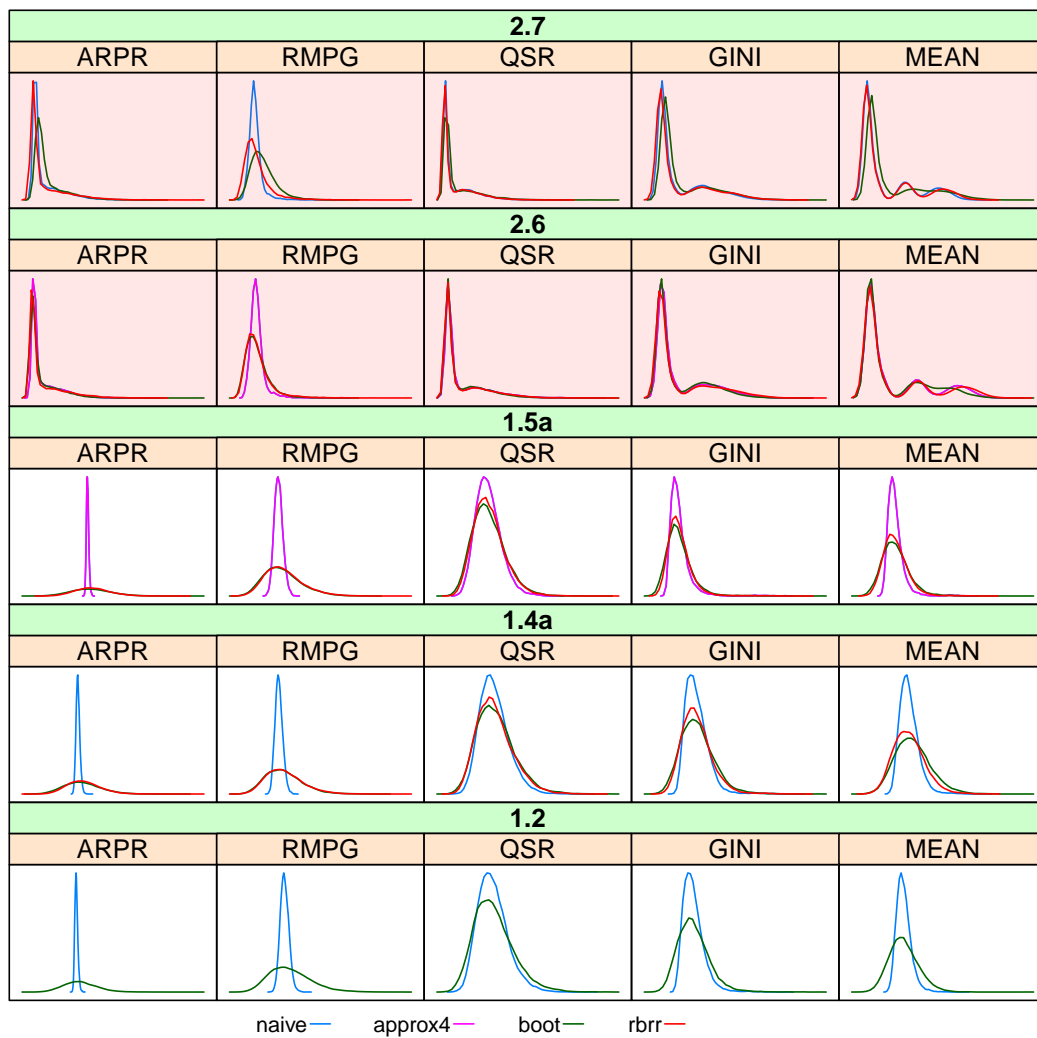 2.7
ARPR RMPG QSR GINI MEAN
2.6
ARPR RMPG QSR GINI MEAN
1.5a
ARPR RMPG QSR GINI MEAN
1.4a
ARPR RMPG QSR GINI MEAN
1.2
ARPR RMPG QSR GINI MEAN
naive approx4 boot rbrr